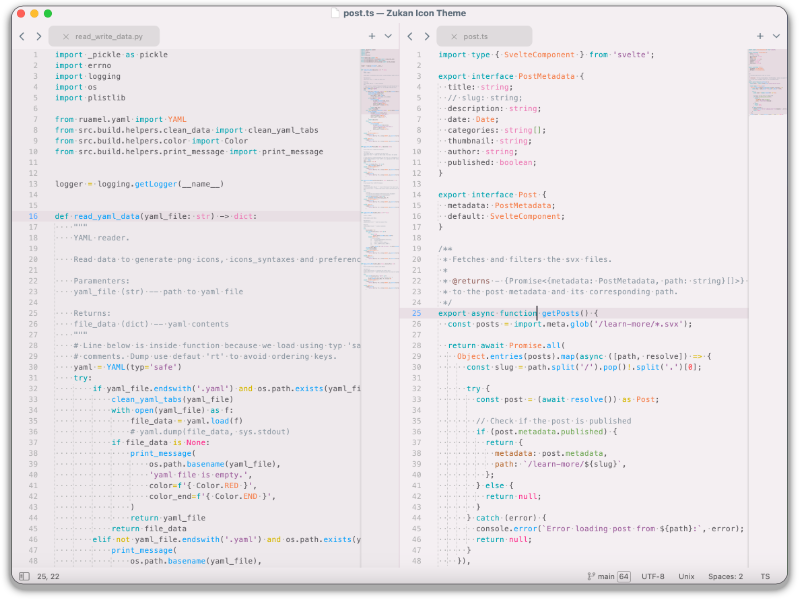 post.ts — Zukan Icon Theme
read_write_data.py
1 import _pickle as pickle
2 import errno
3 import logging
4 import os
5 import plistlib
6
7 from ruamel.yaml import YAML
8 from src.build.helpers.clean_data import clean_yaml_tabs
9 from src.build.helpers.color import Color
10 from src.build.helpers.print_message import print_message
11
12
13 logger = logging.getLogger(__name__)
14
15
16 def read_yaml_data(yaml_file: str) -> dict:
17 """
18 YAML reader.
19
20 Read data to generate png icons, icons_syntaxes and preferenc
21
22 Paramenters:
23 yaml_file (str) -- path to yaml file
24
25 Returns:
26 file_data (dict) -- yaml contents
27 """
28 # Line below is inside function because we load using typ 'sa
29 # comments. Dump use defaut 'rt' to avoid ordering keys.
30 yaml = YAML(typ='safe')
31 try:
32 if yaml_file.endswith('.yaml') and os.path.exists(yaml_fi
33 clean_yaml_tabs(yaml_file)
34 with open(yaml_file) as f:
35 file_data = yaml.load(f)
36 # yaml.dump(file_data, sys.stdout)
37 if file_data is None:
38 print_message(
39 os.path.basename(yaml_file),
40 'yaml file is empty.',
41 color=f'{ Color.RED }',
42 color_end=f'{ Color.END }',
43 )
44 return yaml_file
45 return file_data
46 elif not yaml_file.endswith('.yaml') and os.path.exists(y
47 print_message(
48 os.path.basename(yaml_file),
post.ts
1 import type { SvelteComponent } from 'svelte';
2
3 export interface PostMetadata {
4 title: string;
5 // slug: string;
6 description: string;
7 date: Date;
8 categories: string[];
9 thumbnail: string;
10 author: string;
11 published: boolean;
12 }
13
14 export interface Post {
15 metadata: PostMetadata;
16 default: SvelteComponent;
17 }
18
19 /**
20 * Fetches and filters the svx files.
21 *
22 * @returns - {Promise<{metadata: PostMetadata, path: string}[]>}
23 * to the post metadata and its corresponding path.
24 */
25 export async function getPosts() {
26 const posts = import.meta.glob('/learn-more/*.svx');
27
28 return await Promise.all(
29 Object.entries(posts).map(async ([path, resolve]) => {
30 const slug = path.split('/').pop()!.split('.')[0];
31
32 try {
33 const post = (await resolve()) as Post;
34
35 // Check if the post is published
36 if (post.metadata.published) {
37 return {
38 metadata: post.metadata,
39 path: `/learn-more/${slug}`,
40 };
41 } else {
42 return null;
43 }
44 } catch (error) {
45 console.error(`Error loading post from ${path}:`, error);
46 return null;
47 }
48 }),
25, 22 main 64 UTF-8 Unix Spaces: 2 TS